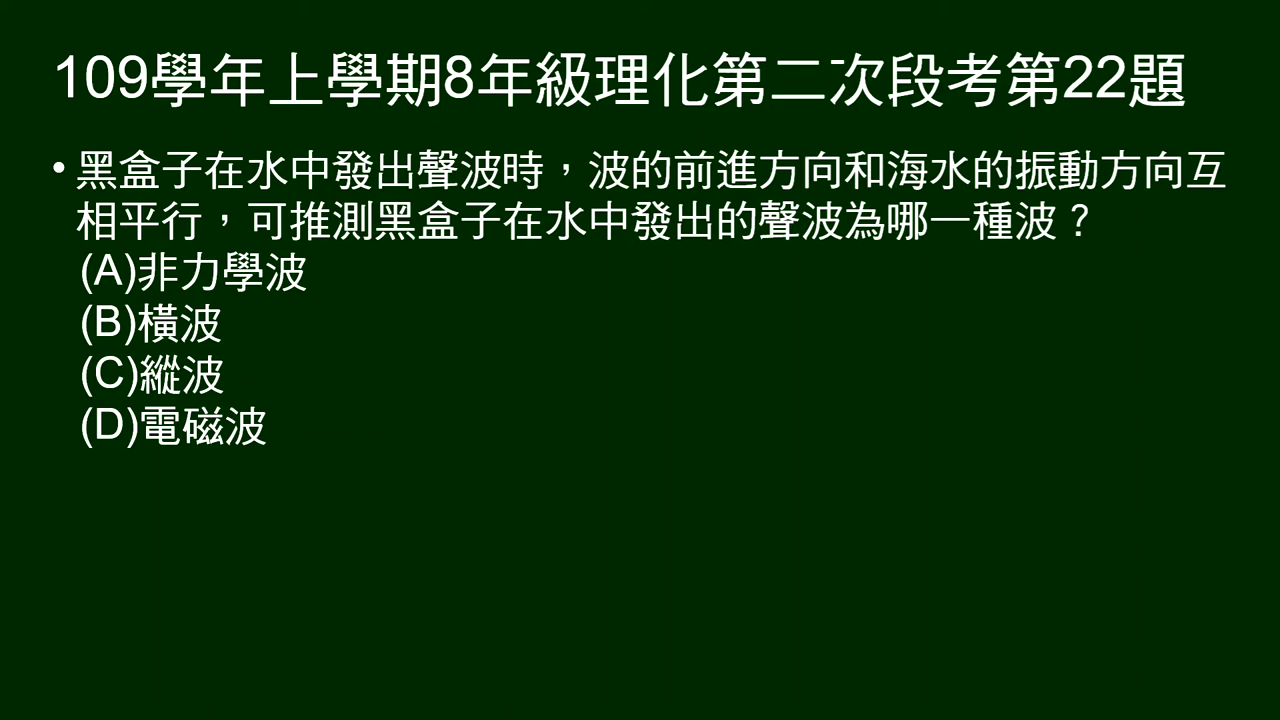 109學年上學期8年級理化第二次段考第22題
• 黑盒子在水中發出聲波時，波的前進方向和海水的振動方向互
相平行，可推測黑盒子在水中發出的聲波為哪一種波？
(A)非力學波
(B)橫波
(C)縱波
(D)電磁波